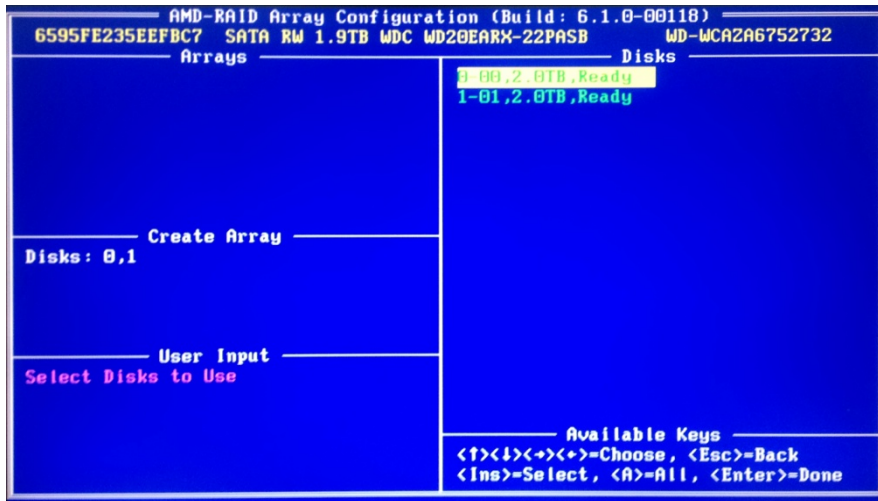 AMD-RAID Array Configuration (Build: 6.1.0-00118)
6595FE235EEFBC7 SATA RW 1.9TB WDC WD20EARX-22PASB WD-WCAZA6752732
Arrays
Disks
0-00,2.0TB,Ready
1-01,2.0TB,Ready
Create Array
Disks: 0,1
User Input
Select Disks to Use
Available Keys
<↑><↓><→><←>=Choose, <Esc>=Back
<Ins>=Select, <A>=All, <Enter>=Done